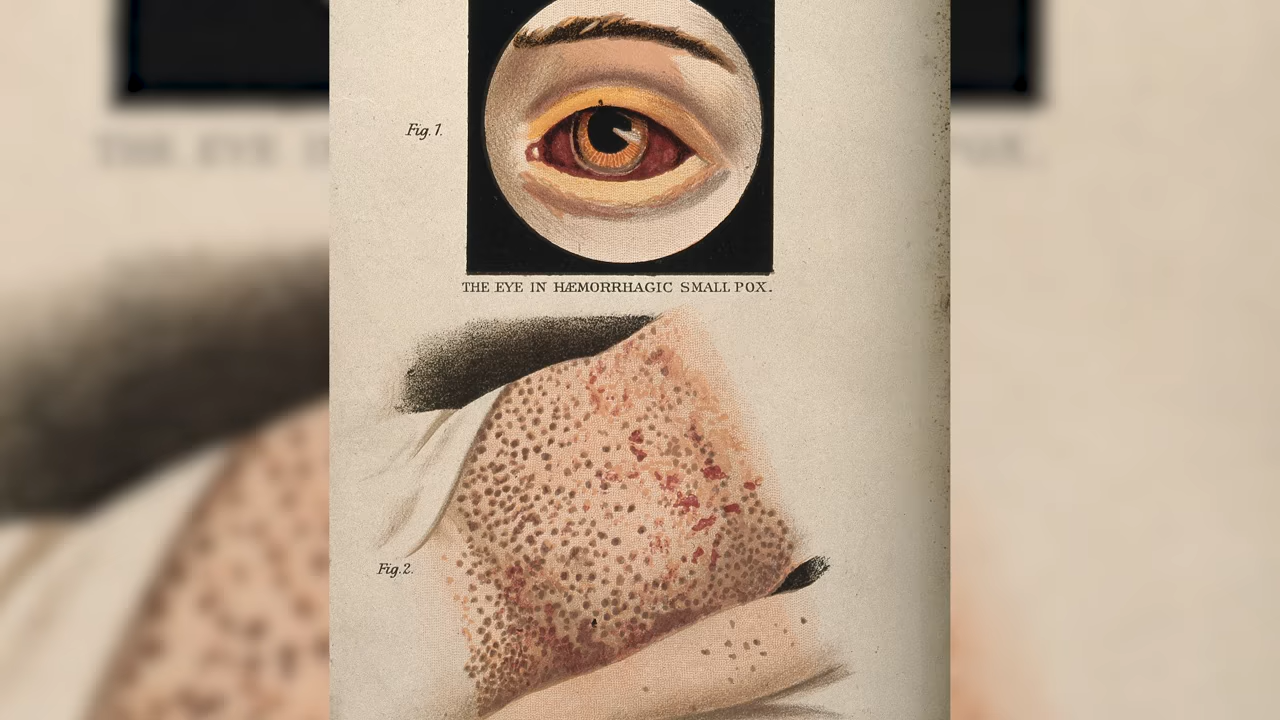 Fig. 1.
THE EYE IN HÆMORRHAGIC SMALL POX.
Fig. 2.